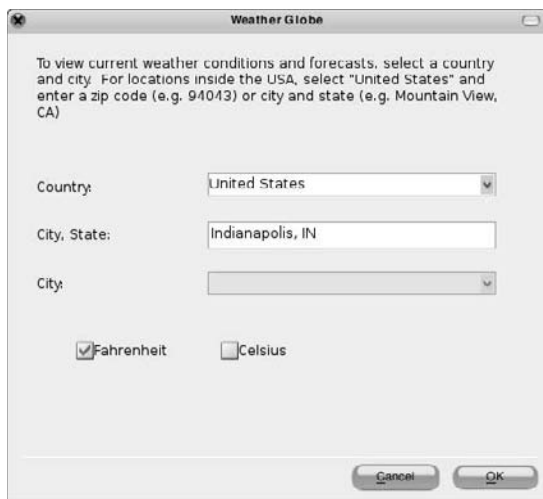 Weather Globe
To view current weather conditions and forecasts, select a country
and city. For locations inside the USA, select "United States" and
enter a zip code (e.g. 94043) or city and state (e.g. Mountain View,
CA)
Country:
United States
City, State:
Indianapolis, IN
City:
Fahrenheit
Celsius
Cancel
OK